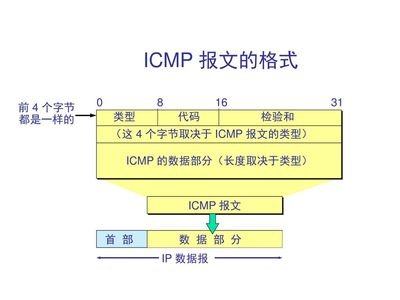 ICMP 报文的格式
前 4 个字节
都是一样的
0 8 16 31
类型 代码 检验和
（这 4 个字节取决于 ICMP 报文的类型）
ICMP 的数据部分（长度取决于类型）
ICMP 报文
首 部 数 据 部 分
IP 数据报